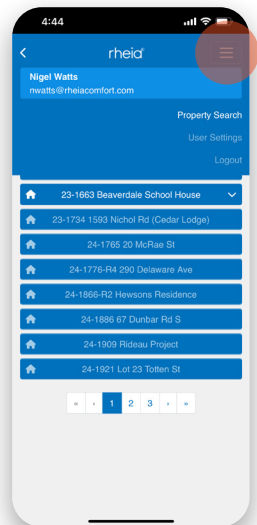 4:44
rheia
Nigel Watts
nwatts@rheiacomfort.com
Property Search
User Settings
Logout
23-1663 Beaverdale School House
23-1734 1593 Nichol Rd (Cedar Lodge)
24-1765 20 McRae St
24-1776-R4 290 Delaware Ave
24-1866-R2 Hewsons Residence
24-1886 67 Dunbar Rd S
24-1909 Rideau Project
24-1921 Lot 23 Totten St
« ‹ 1 2 3 › »